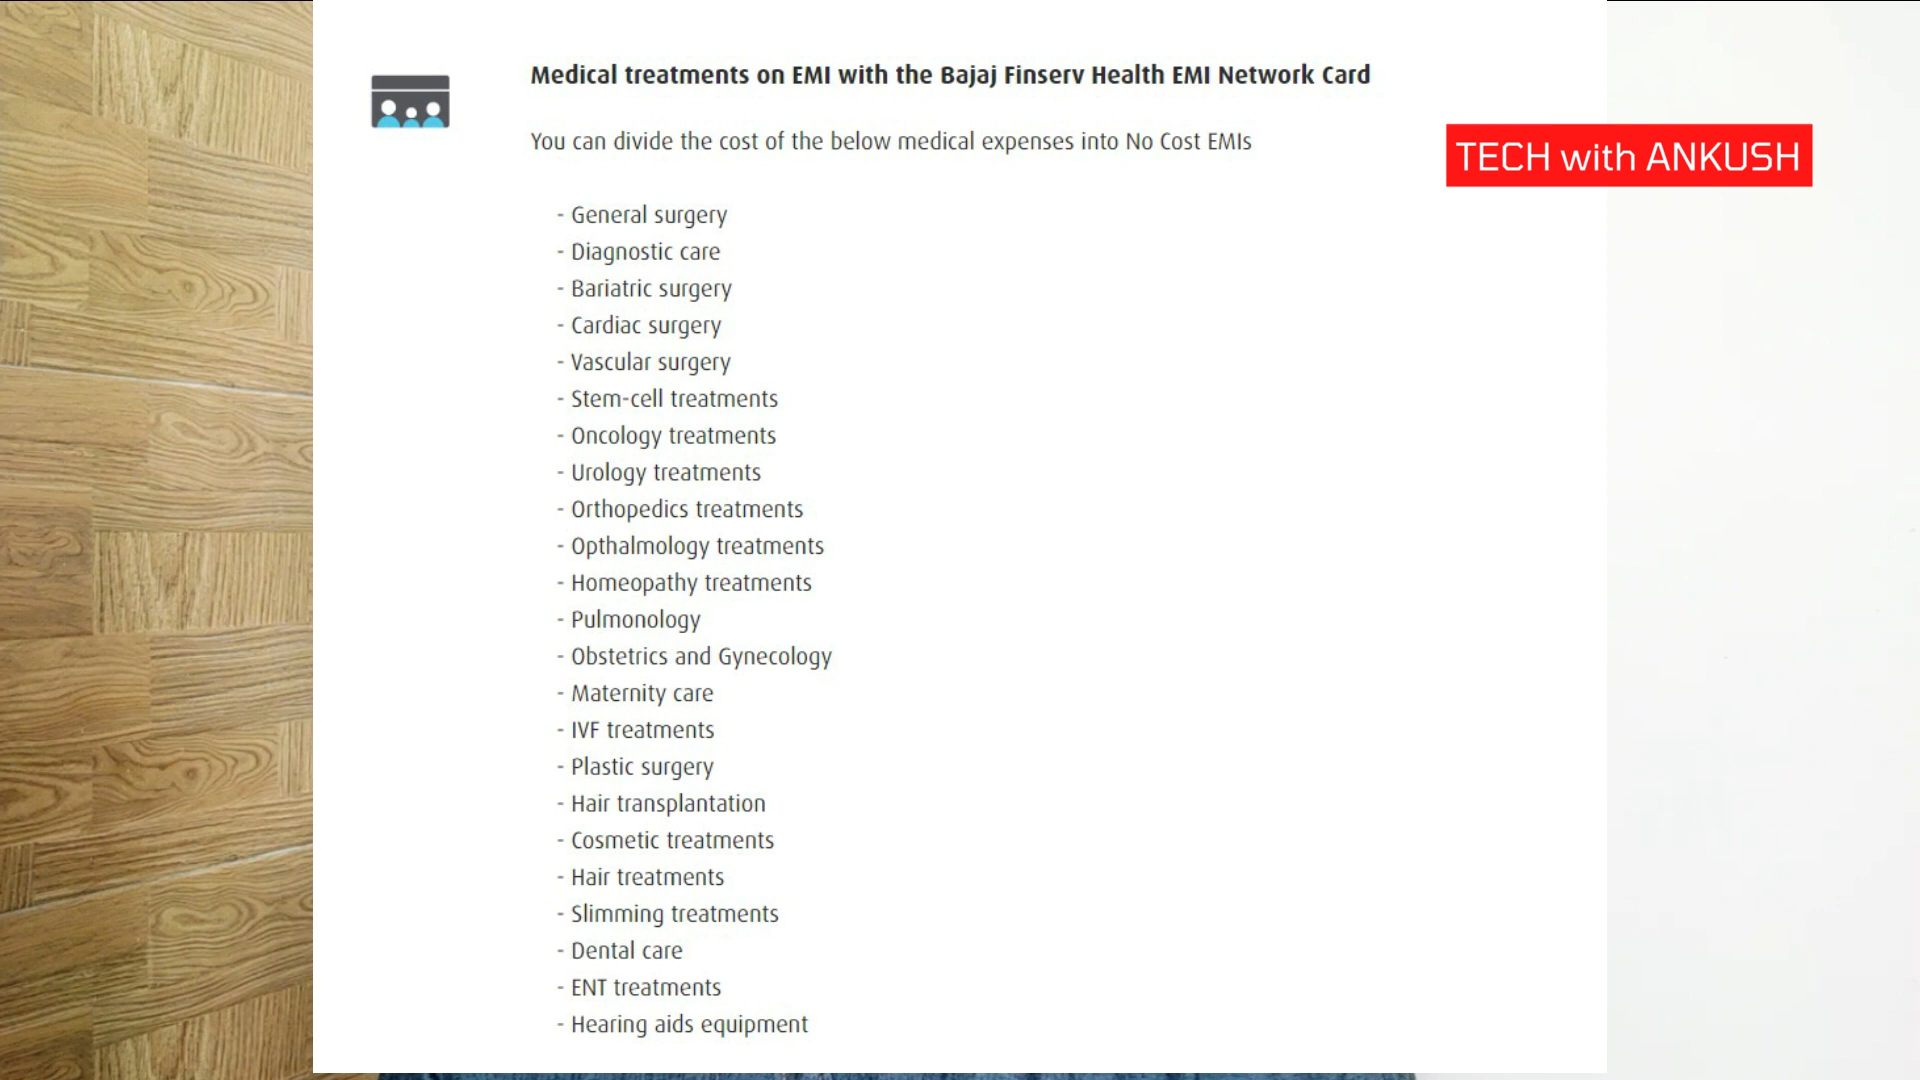 Medical treatments on EMI with the Bajaj Finserv Health EMI Network Card
You can divide the cost of the below medical expenses into No Cost EMIs
TECH with ANKUSH
- General surgery
- Diagnostic care
- Bariatric surgery
- Cardiac surgery
- Vascular surgery
- Stem-cell treatments
- Oncology treatments
- Urology treatments
- Orthopedics treatments
- Opthalmology treatments
- Homeopathy treatments
- Pulmonology
- Obstetrics and Gynecology
- Maternity care
- IVF treatments
- Plastic surgery
- Hair transplantation
- Cosmetic treatments
- Hair treatments
- Slimming treatments
- Dental care
- ENT treatments
- Hearing aids equipment